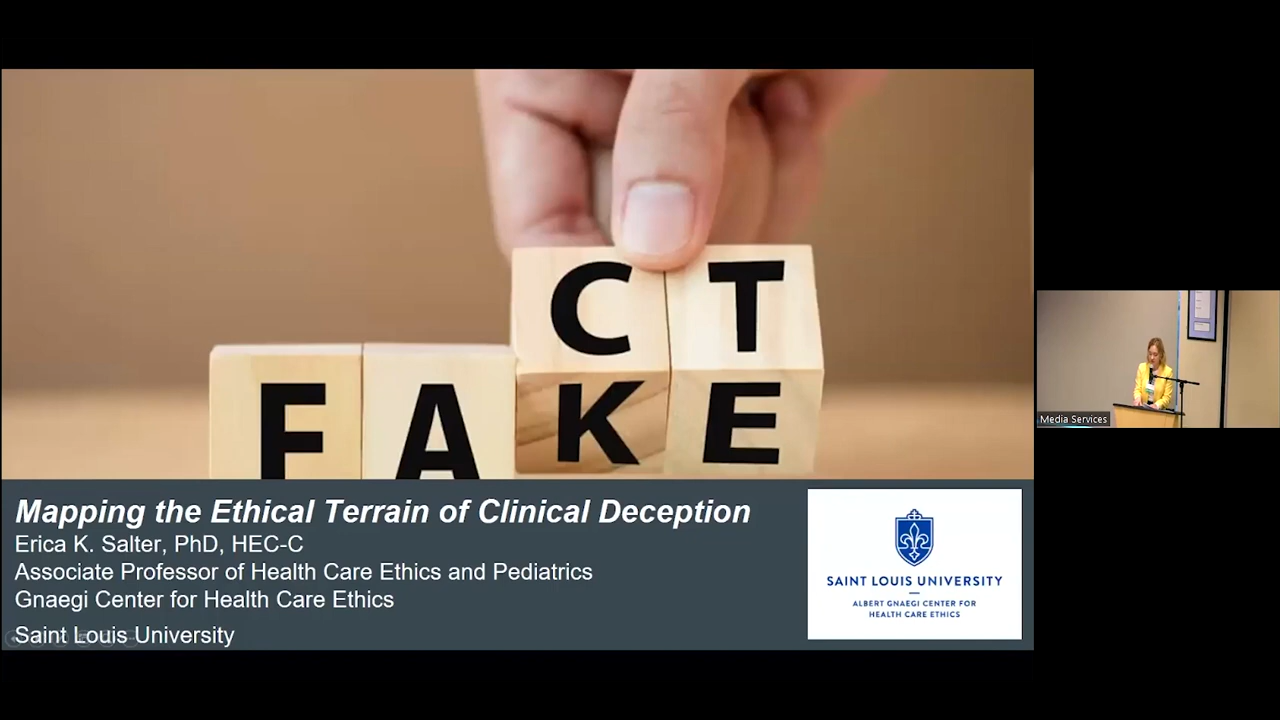 C T
F A K E
Mapping the Ethical Terrain of Clinical Deception
Erica K. Salter, PhD, HEC-C
Associate Professor of Health Care Ethics and Pediatrics
Gnaegi Center for Health Care Ethics
Saint Louis University
SAINT LOUIS UNIVERSITY
ALBERT GNAEGI CENTER FOR
HEALTH CARE ETHICS
Media Services